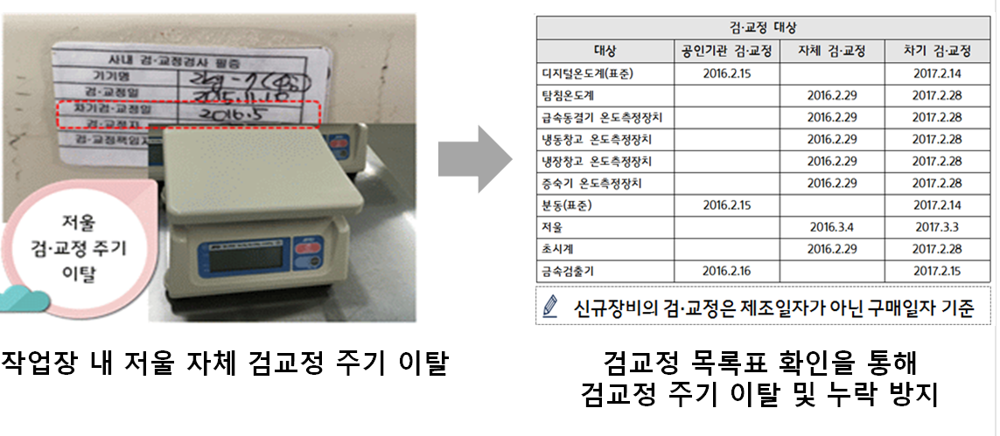 사내 검·교정검사 필증
기기명
검·교정일 2015.11.10
차기검·교정일 2016.5
검·교정자
검·교정책임자
저울
검·교정 주기
이탈
작업장 내 저울 자체 검교정 주기 이탈
검·교정 대상
대상 공인기관 검·교정 자체 검·교정 차기 검·교정
디지털온도계(표준) 2016.2.15 2017.2.14
탐침온도계 2016.2.29 2017.2.28
급속동결기 온도측정장치 2016.2.29 2017.2.28
냉동창고 온도측정장치 2016.2.29 2017.2.28
냉장창고 온도측정장치 2016.2.29 2017.2.28
증숙기 온도측정장치 2016.2.29 2017.2.28
분동(표준) 2016.2.15 2017.2.14
저울 2016.3.4 2017.3.3
초시계 2016.2.29 2017.2.28
금속검출기 2016.2.16 2017.2.15
신규장비의 검·교정은 제조일자가 아닌 구매일자 기준
검교정 목록표 확인을 통해
검교정 주기 이탈 및 누락 방지